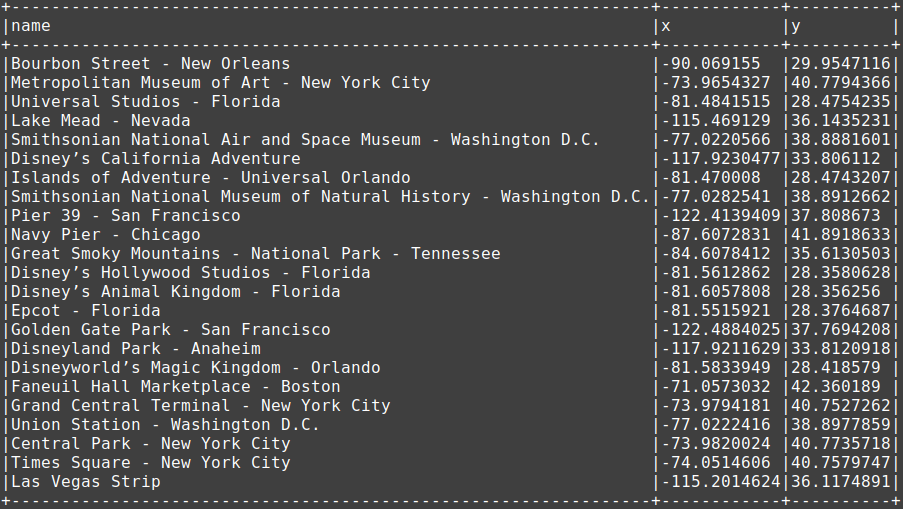 +----------------------------------------------------------------+------------+----------+
|name                                                            |x           |y         |
+----------------------------------------------------------------+------------+----------+
|Bourbon Street - New Orleans                                    |-90.069155  |29.9547116|
|Metropolitan Museum of Art - New York City                      |-73.9654327 |40.7794366|
|Universal Studios - Florida                                     |-81.4841515 |28.4754235|
|Lake Mead - Nevada                                              |-115.469129 |36.1435231|
|Smithsonian National Air and Space Museum - Washington D.C.     |-77.0220566 |38.8881601|
|Disney’s California Adventure                                   |-117.9230477|33.806112 |
|Islands of Adventure - Universal Orlando                        |-81.470008  |28.4743207|
|Smithsonian National Museum of Natural History - Washington D.C.|-77.0282541 |38.8912662|
|Pier 39 - San Francisco                                         |-122.4139409|37.808673 |
|Navy Pier - Chicago                                             |-87.6072831 |41.8918633|
|Great Smoky Mountains - National Park - Tennessee               |-84.6078412 |35.6130503|
|Disney’s Hollywood Studios - Florida                            |-81.5612862 |28.3580628|
|Disney’s Animal Kingdom - Florida                               |-81.6057808 |28.356256 |
|Epcot - Florida                                                 |-81.5515921 |28.3764687|
|Golden Gate Park - San Francisco                                |-122.4884025|37.7694208|
|Disneyland Park - Anaheim                                       |-117.9211629|33.8120918|
|Disneyworld’s Magic Kingdom - Orlando                           |-81.5833949 |28.418579 |
|Faneuil Hall Marketplace - Boston                               |-71.0573032 |42.360189 |
|Grand Central Terminal - New York City                          |-73.9794181 |40.7527262|
|Union Station - Washington D.C.                                 |-77.0222416 |38.8977859|
|Central Park - New York City                                    |-73.9820024 |40.7735718|
|Times Square - New York City                                    |-74.0514606 |40.7579747|
|Las Vegas Strip                                                 |-115.2014624|36.1174891|
+----------------------------------------------------------------+------------+----------+